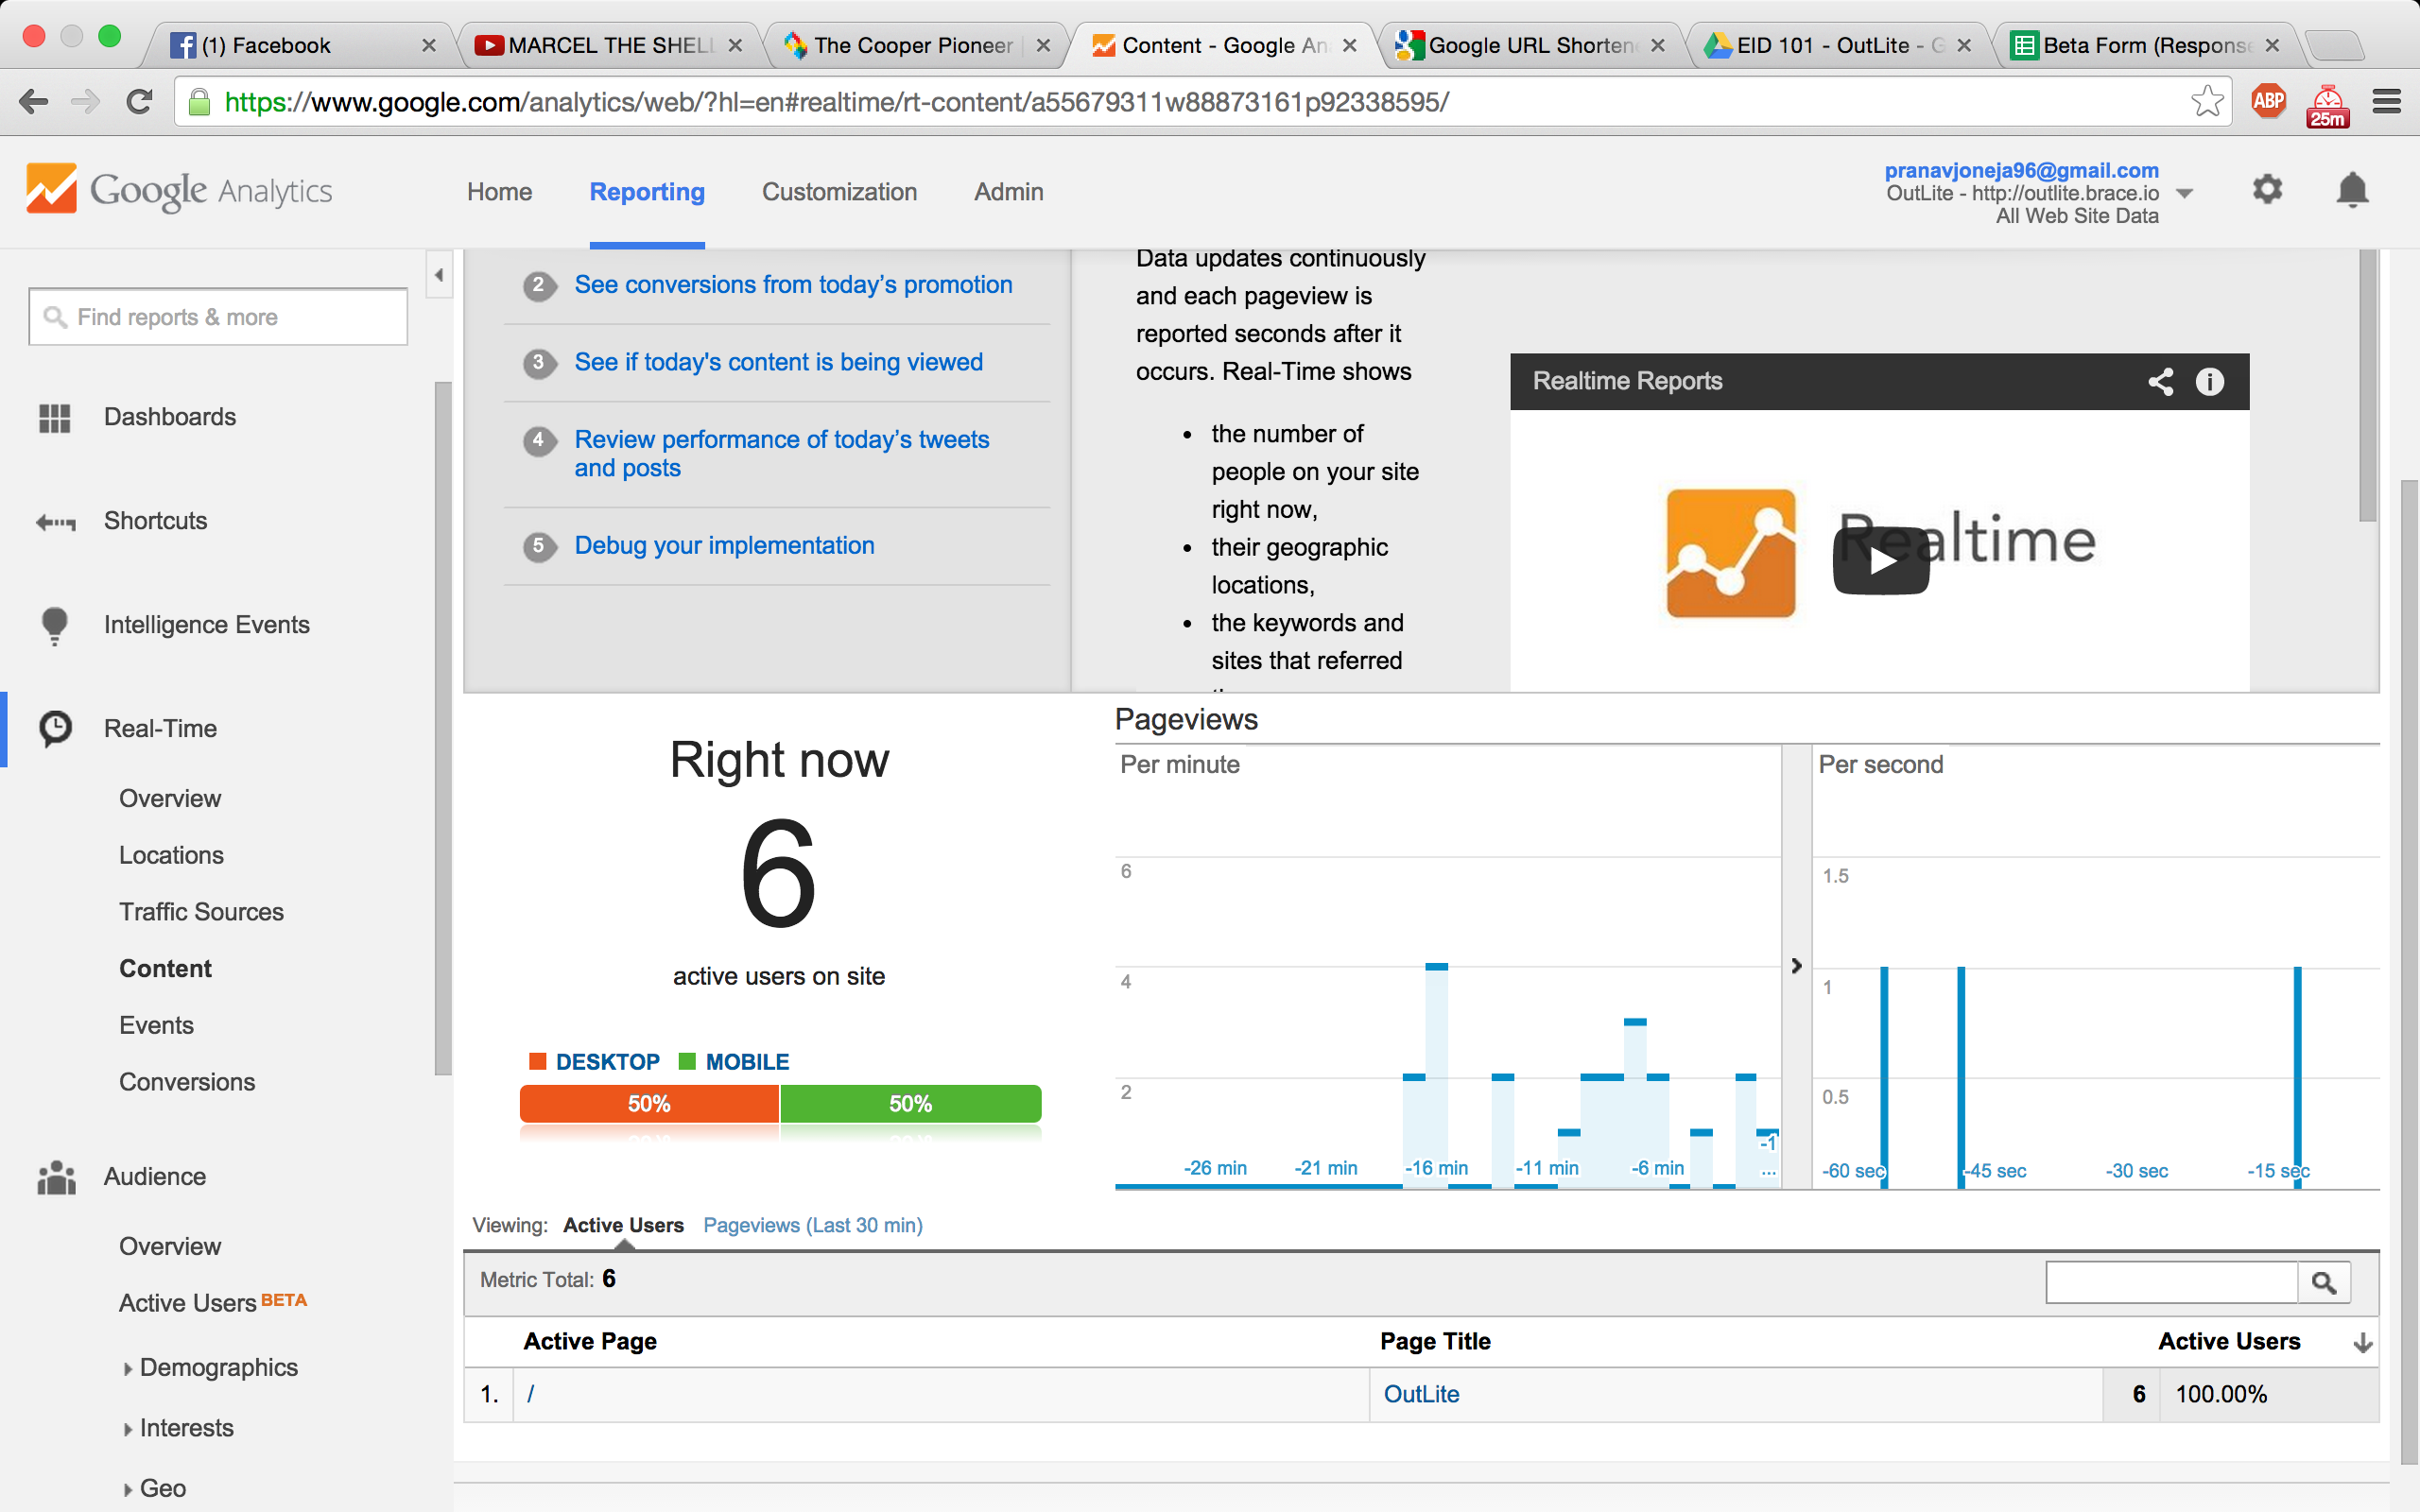 (1) Facebook
MARCEL THE SHELL
The Cooper Pioneer
Content - Google An
Google URL Shorten
EID 101 - OutLite - G
Beta Form (Response
https://www.google.com/analytics/web/?hl=en#realtime/rt-content/a55679311w88873161p92338595/
ABP
25m
Google Analytics
Home
Reporting
Customization
Admin
pranavjoneja96@gmail.com
OutLite - http://outlite.brace.io
All Web Site Data
Find reports & more
Dashboards
Shortcuts
Intelligence Events
Real-Time
Overview
Locations
Traffic Sources
Content
Events
Conversions
Audience
Overview
Active Users BETA
Demographics
Interests
Geo
2 See conversions from today's promotion
3 See if today's content is being viewed
4 Review performance of today's tweets
and posts
5 Debug your implementation
Data updates continuously
and each pageview is
reported seconds after it
occurs. Real-Time shows
• the number of
people on your site
right now,
• their geographic
locations,
• the keywords and
sites that referred
Realtime Reports
Realtime
Right now
6
active users on site
DESKTOP MOBILE
50% 50%
Pageviews
Per minute
6
4
2
-26 min -21 min -16 min -11 min -6 min -1
...
Per second
1.5
1
0.5
-60 sec -45 sec -30 sec -15 sec
Viewing: Active Users Pageviews (Last 30 min)
Metric Total: 6
Active Page Page Title Active Users
1. / OutLite 6 100.00%